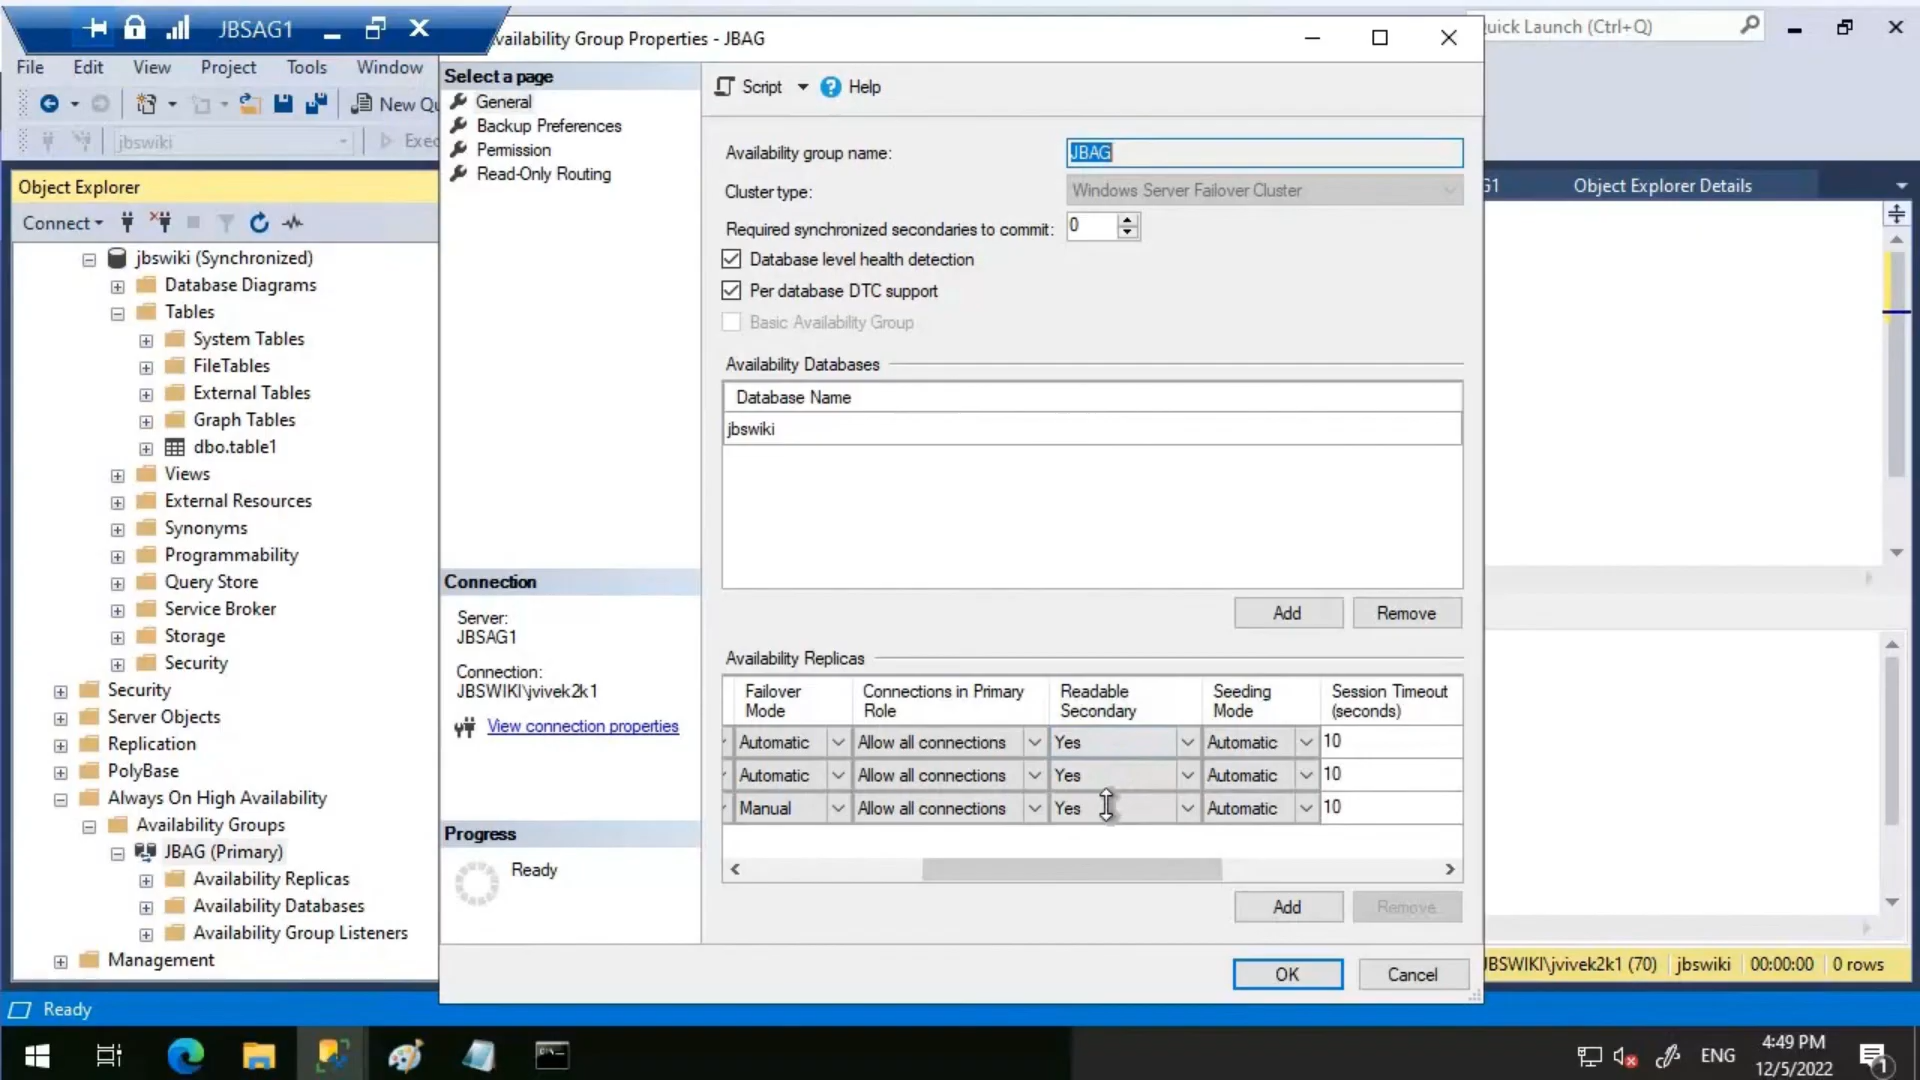 JBSAG1
Availability Group Properties - JBAG
Quick Launch (Ctrl+Q)
File Edit View Project Tools Window
New Qu
jbswiki
Exec
Object Explorer
Connect
jbswiki (Synchronized)
Database Diagrams
Tables
System Tables
FileTables
External Tables
Graph Tables
dbo.table1
Views
External Resources
Synonyms
Programmability
Query Store
Service Broker
Storage
Security
Security
Server Objects
Replication
PolyBase
Always On High Availability
Availability Groups
JBAG (Primary)
Availability Replicas
Availability Databases
Availability Group Listeners
Management
Select a page
General
Backup Preferences
Permission
Read-Only Routing
Connection
Server:
JBSAG1
Connection:
JBSWIKI\jvivek2k1
View connection properties
Progress
Ready
Script Help
Availability group name: JBAG
Cluster type: Windows Server Failover Cluster
Required synchronized secondaries to commit: 0
Database level health detection
Per database DTC support
Basic Availability Group
Availability Databases
Database Name
jbswiki
Add Remove
Availability Replicas
Failover Mode Connections in Primary Role Readable Secondary Seeding Mode Session Timeout (seconds)
Automatic Allow all connections Yes Automatic 10
Automatic Allow all connections Yes Automatic 10
Manual Allow all connections Yes Automatic 10
Add Remove
OK Cancel
G1 Object Explorer Details
JBSWIKI\jvivek2k1 (70) jbswiki 00:00:00 0 rows
Ready
ENG
4:49 PM
12/5/2022
1